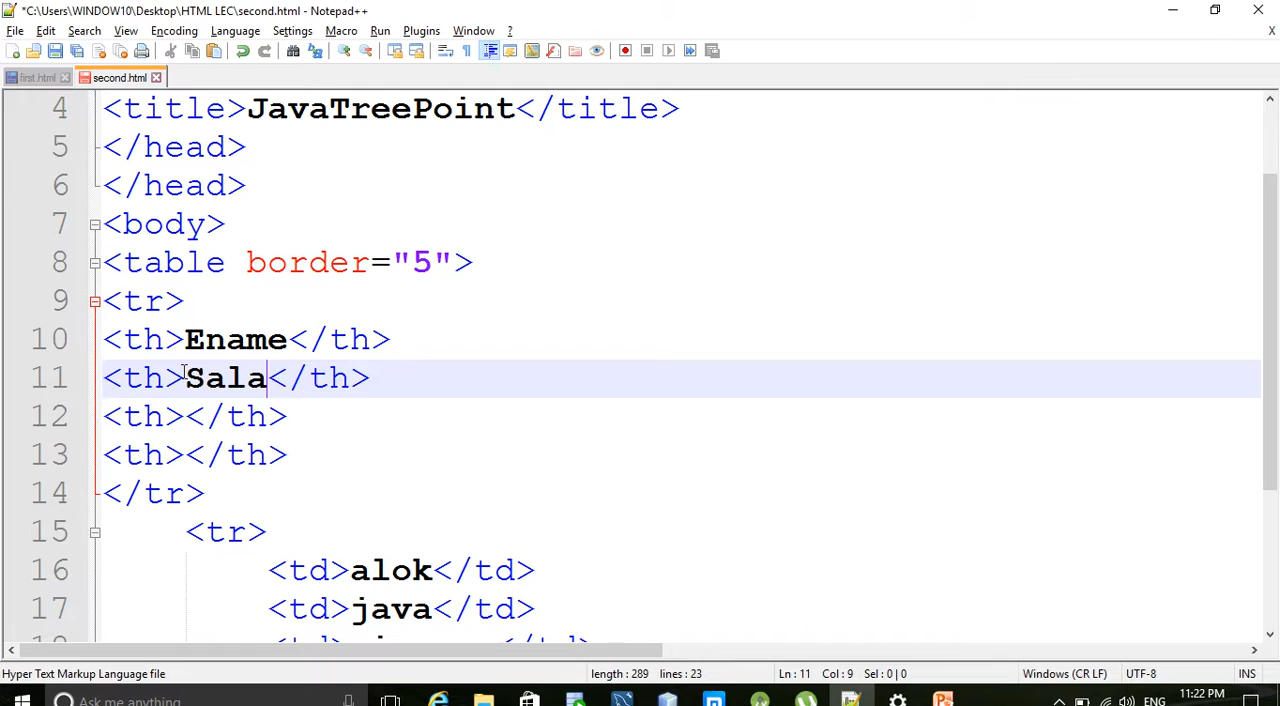 *C:\Users\WINDOW10\Desktop\HTML LEC\second.html - Notepad++
File Edit Search View Encoding Language Settings Macro Run Plugins Window ?
X
first.html second.html
4 <title>JavaTreePoint</title>
5 </head>
6 </head>
7 <body>
8 <table border="5">
9 <tr>
10 <th>Ename</th>
11 <th>Sala</th>
12 <th></th>
13 <th></th>
14 </tr>
15 <tr>
16 <td>alok</td>
17 <td>java</td>
Hyper Text Markup Language file length : 289 lines : 23 Ln : 11 Col : 9 Sel : 0 | 0 Windows (CR LF) UTF-8 INS
Ask me anything ENG 11:22 PM